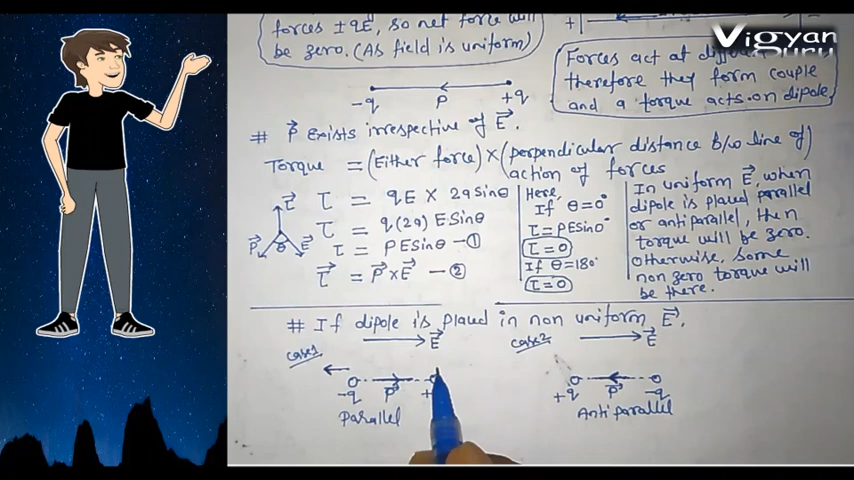 forces ± qE⃗, so net force will
be zero. (As field is uniform)
Vigyan
Guru
Forces act at
therefore they form couple
and a torque acts on dipole
-q P +q
# P⃗ Exists irrespective of E⃗.
Torque = (Either force) × (perpendicular distance b/w line of)
action of forces
τ⃗
P⃗ θ E⃗
τ = qE × 2a sinθ
τ = q(2a) E sinθ
τ = PE sinθ —①
τ⃗ = P⃗ × E⃗ —②
Here,
If θ = 0°
τ = PE sin0°
τ = 0
If θ = 180°
τ = 0
In uniform E⃗, when
dipole is placed parallel
or antiparallel, then
torque will be zero.
Otherwise, some
non zero torque will
be there.
# If dipole is placed in non uniform E⃗.
Case1 E⃗
-q P⃗ +
Parallel
Case2 E⃗
+q P⃗ -q
Anti parallel